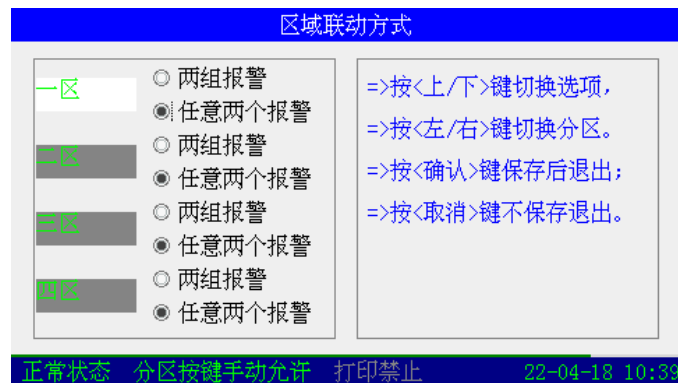 区域联动方式
一区
两组报警
任意两个报警
二区
两组报警
任意两个报警
三区
两组报警
任意两个报警
四区
两组报警
任意两个报警
=>按<上/下>键切换选项，
=>按<左/右>键切换分区。
=>按<确认>键保存后退出；
=>按<取消>键不保存退出。
正常状态 分区按键手动允许 打印禁止 22-04-18 10:39